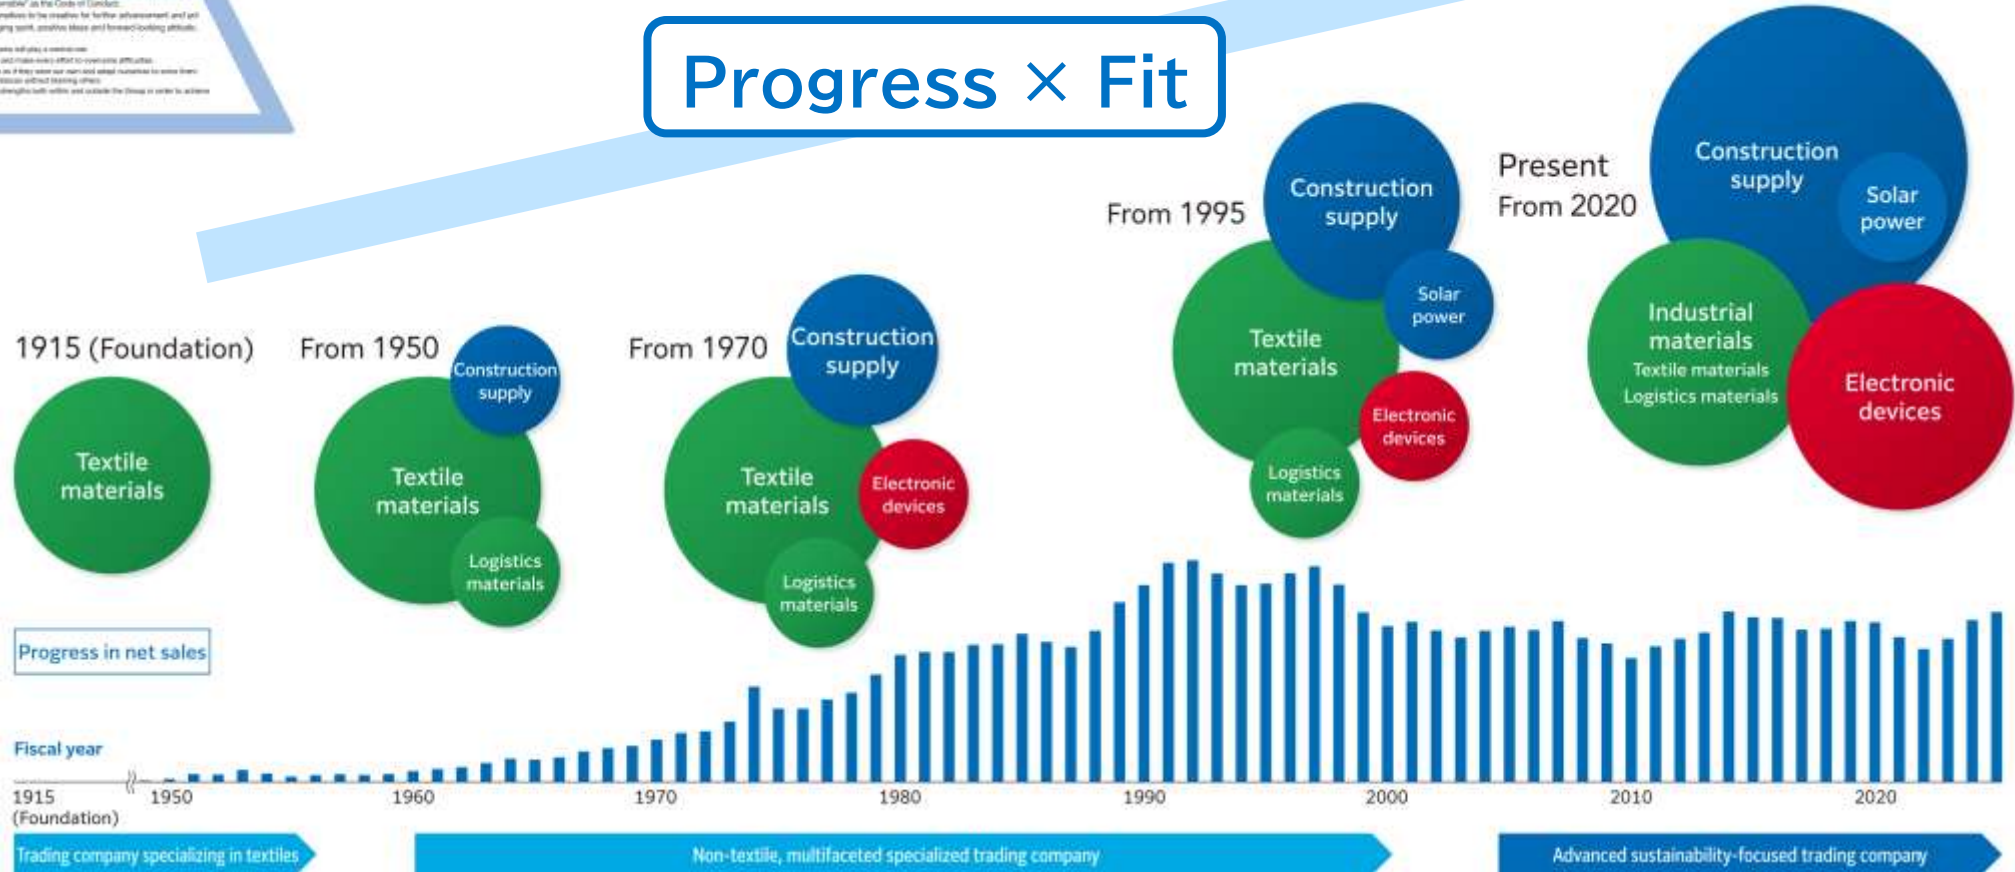 Progress × Fit
1915 (Foundation)
Textile
materials
From 1950
Construction
supply
Textile
materials
Logistics
materials
From 1970
Construction
supply
Textile
materials
Electronic
devices
Logistics
materials
From 1995
Construction
supply
Solar
power
Textile
materials
Electronic
devices
Logistics
materials
Present
From 2020
Construction
supply
Solar
power
Industrial
materials
Textile materials
Logistics materials
Electronic
devices
Progress in net sales
Fiscal year
1915
(Foundation)
1950
1960
1970
1980
1990
2000
2010
2020
Trading company specializing in textiles
Non-textile, multifaceted specialized trading company
Advanced sustainability-focused trading company